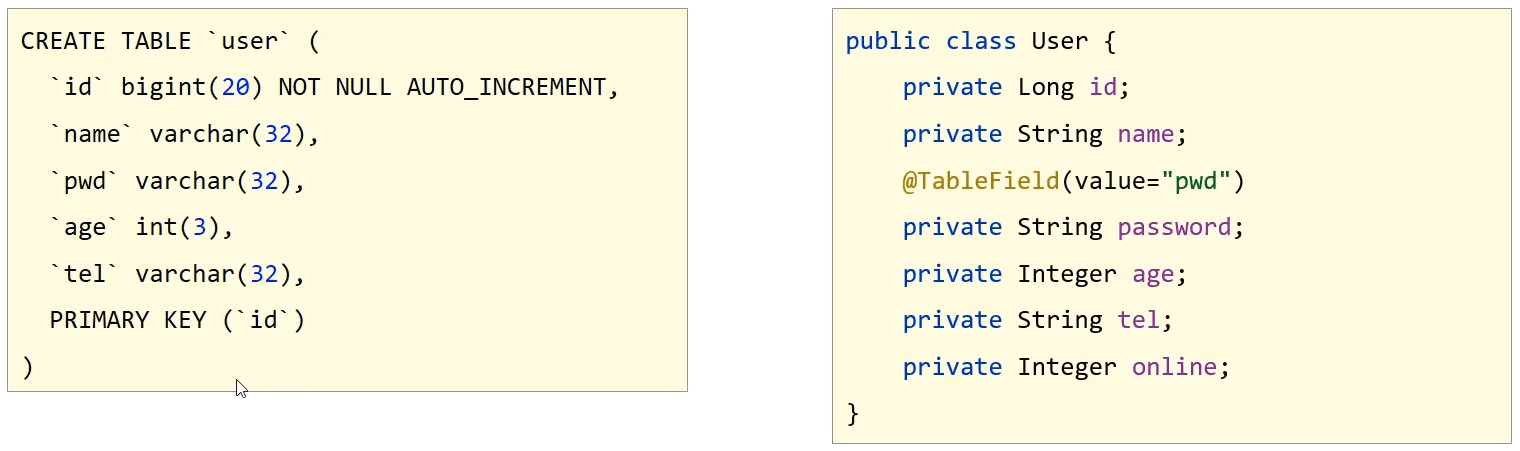 CREATE TABLE `user` (
`id` bigint(20) NOT NULL AUTO_INCREMENT,
`name` varchar(32),
`pwd` varchar(32),
`age` int(3),
`tel` varchar(32),
PRIMARY KEY (`id`)
)
public class User {
private Long id;
private String name;
@TableField(value="pwd")
private String password;
private Integer age;
private String tel;
private Integer online;
}